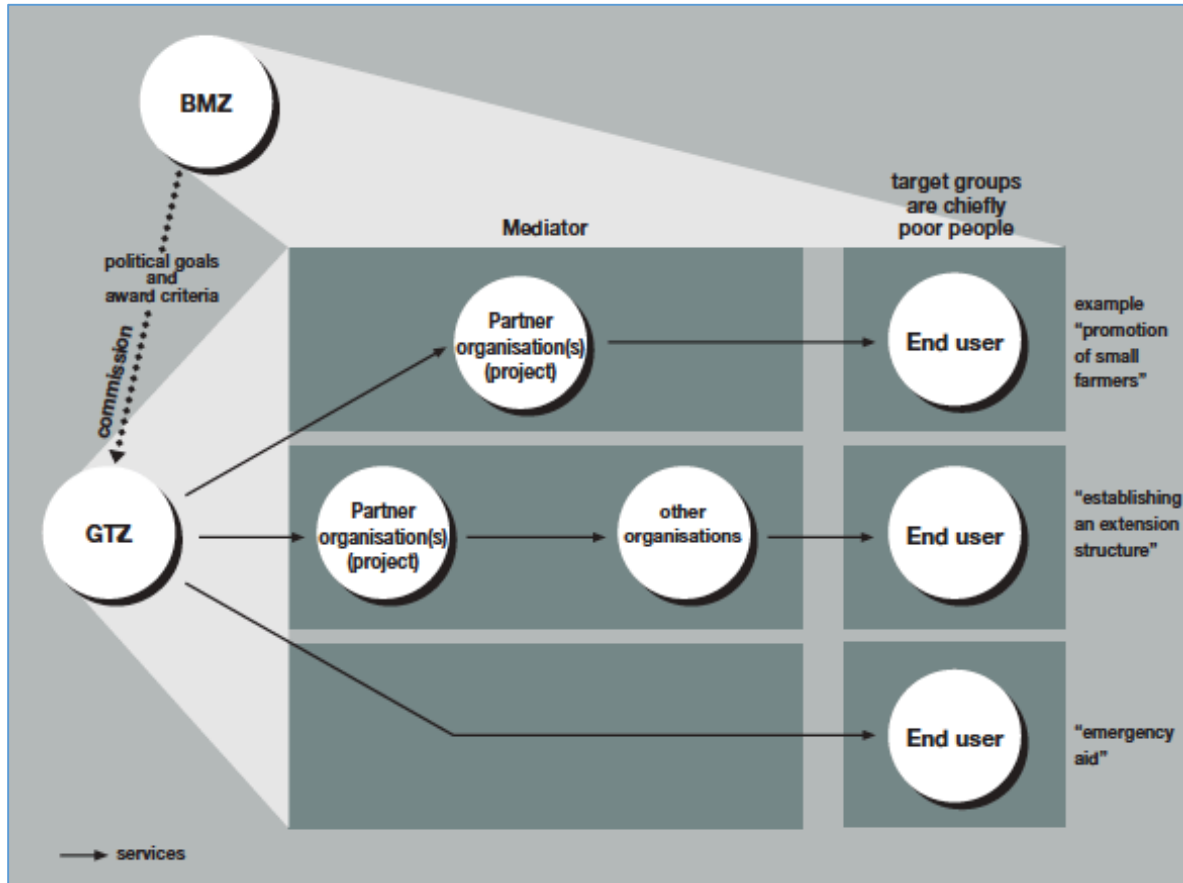 BMZ
target groups
are chiefly
poor people
Mediator
political goals
and
award criteria
commission
Partner
organisation(s)
(project)
End user
example
“promotion
of small
farmers”
GTZ
Partner
organisation(s)
(project)
other
organisations
End user
“establishing
an extension
structure”
End user
“emergency
aid”
services